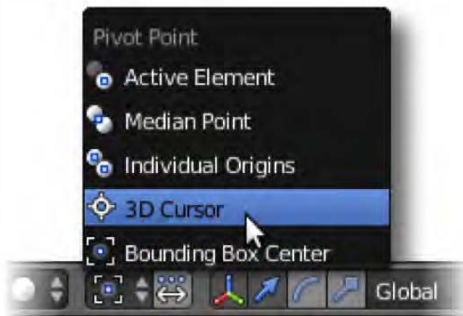 Pivot Point
Active Element
Median Point
Individual Origins
3D Cursor
Bounding Box Center
Global